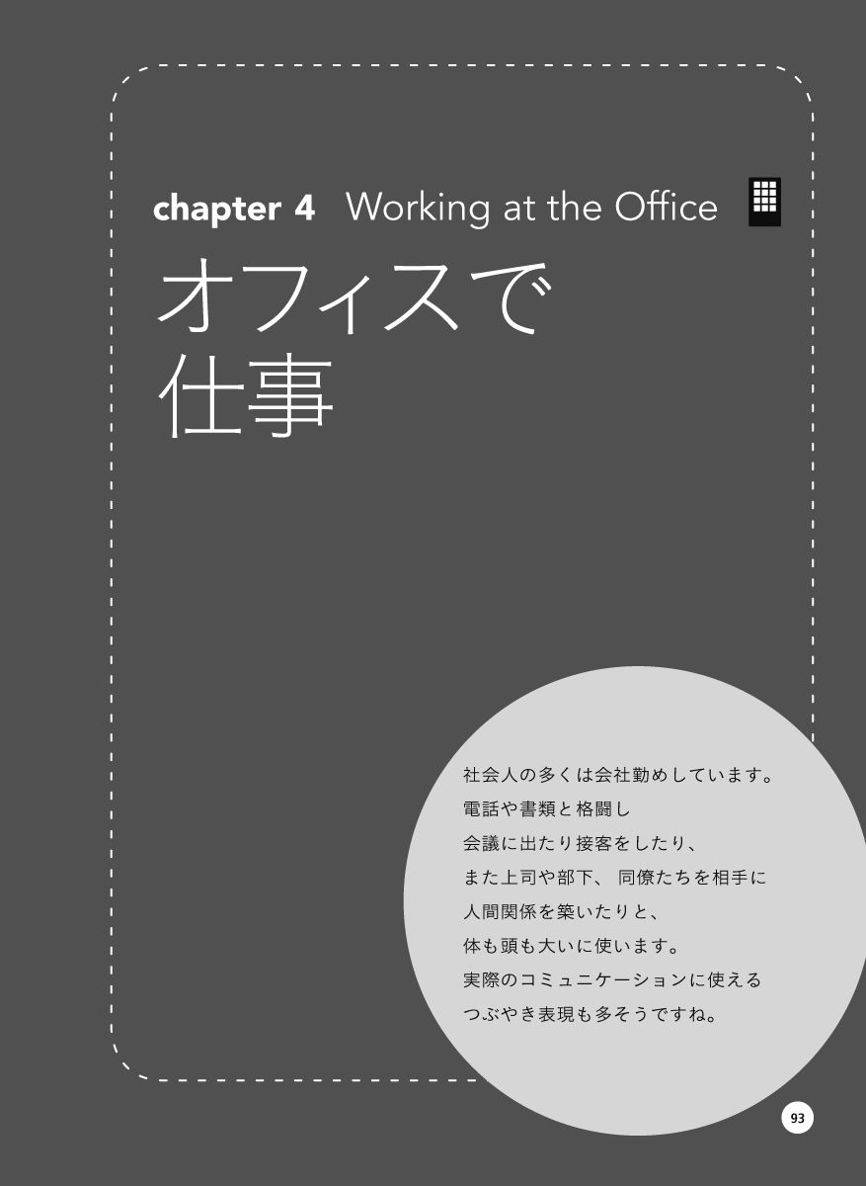 chapter 4 Working at the Office
オフィスで
仕事
社会人の多くは会社勤めしています。
電話や書類と格闘し
会議に出たり接客をしたり、
また上司や部下、同僚たちを相手に
人間関係を築いたりと、
体も頭も大いに使います。
実際のコミュニケーションに使える
つぶやき表現も多そうですね。
93